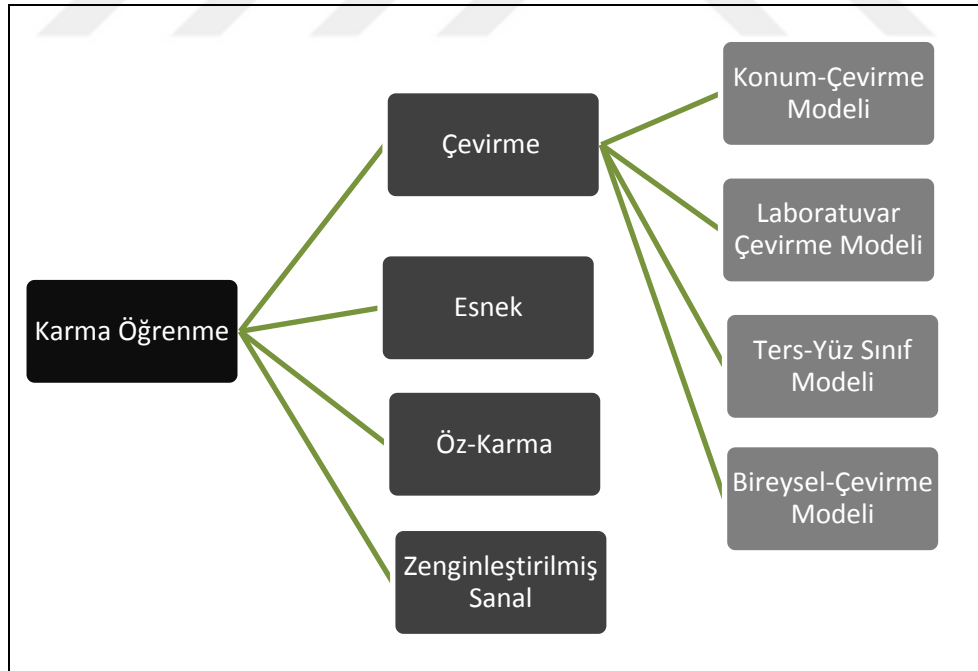 Karma Öğrenme
Çevirme
Esnek
Öz-Karma
Zenginleştirilmiş
Sanal
Konum-Çevirme
Modeli
Laboratuvar
Çevirme Modeli
Ters-Yüz Sınıf
Modeli
Bireysel-Çevirme
Modeli